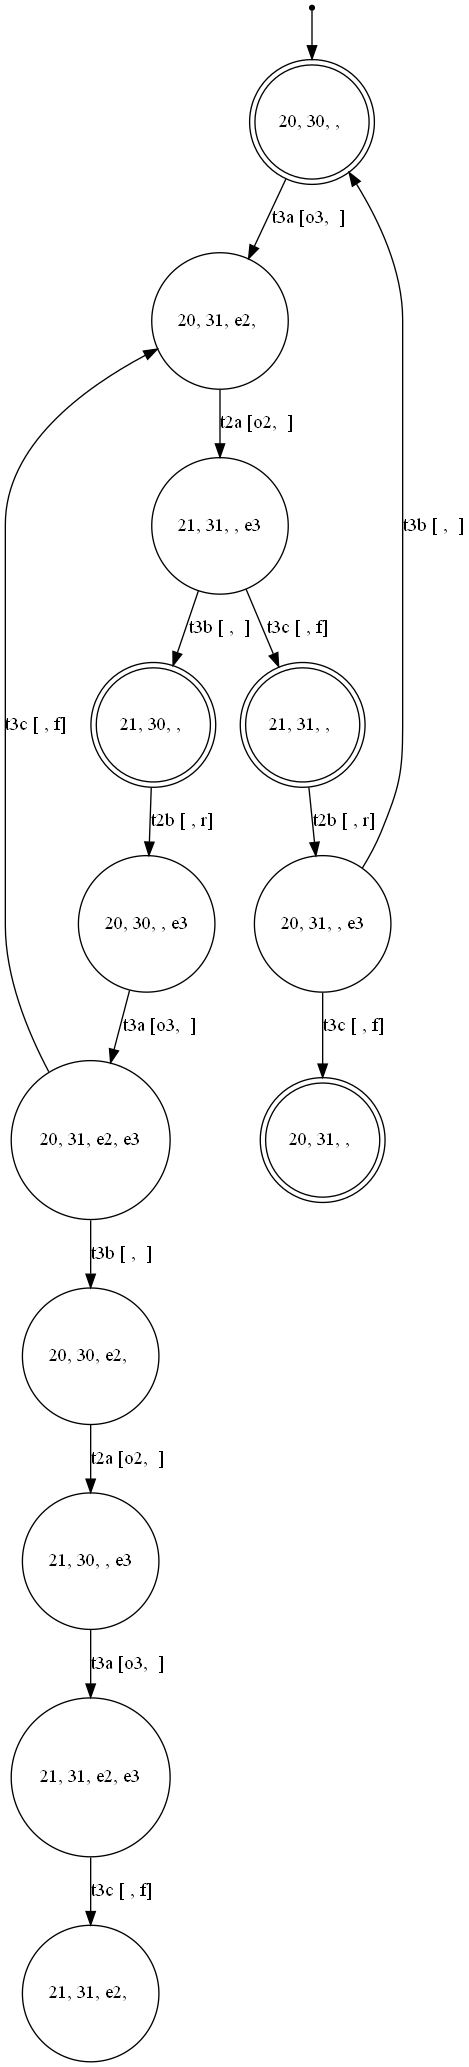 20, 30, ,
t3a [o3,  ]
20, 31, e2,
t2a [o2,  ]
21, 31, , e3
t3b [ ,  ]
t3c [ , f]
t3b [ ,  ]
t3c [ , f]
21, 30, ,
21, 31, ,
t2b [ , r]
t2b [ , r]
20, 30, , e3
20, 31, , e3
t3a [o3,  ]
t3c [ , f]
20, 31, e2, e3
20, 31, ,
t3b [ ,  ]
20, 30, e2,
t2a [o2,  ]
21, 30, , e3
t3a [o3,  ]
21, 31, e2, e3
t3c [ , f]
21, 31, e2,